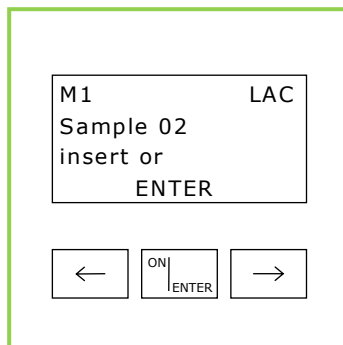 M1 LAC
Sample 02
insert or
ENTER
← ON ENTER →